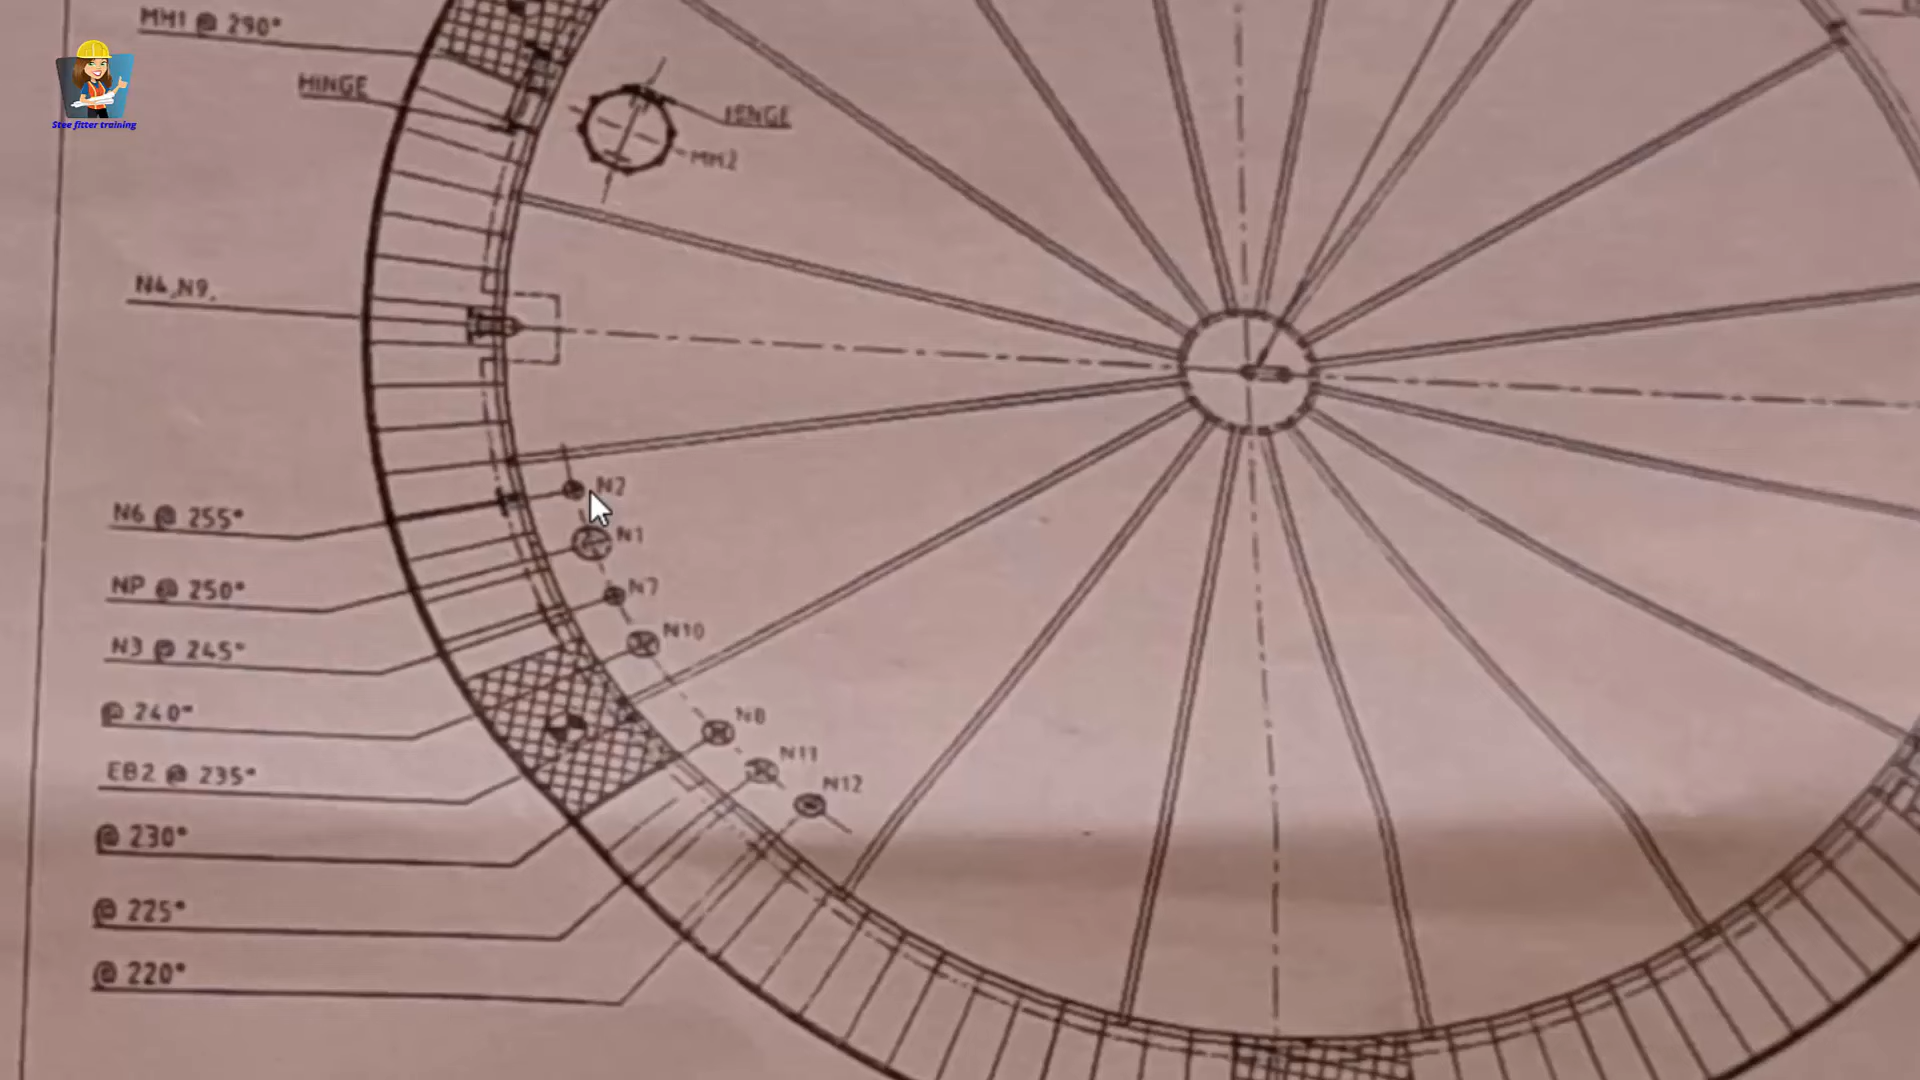 MH1 @ 290°
HINGE
HINGE
MH2
N4,N9,
N2
N6 @ 255°
N1
NP @ 250°
N7
N3 @ 245°
N10
@ 240°
N8
EB2 @ 235°
N11
N12
@ 230°
@ 225°
@ 220°
Stee fitter training